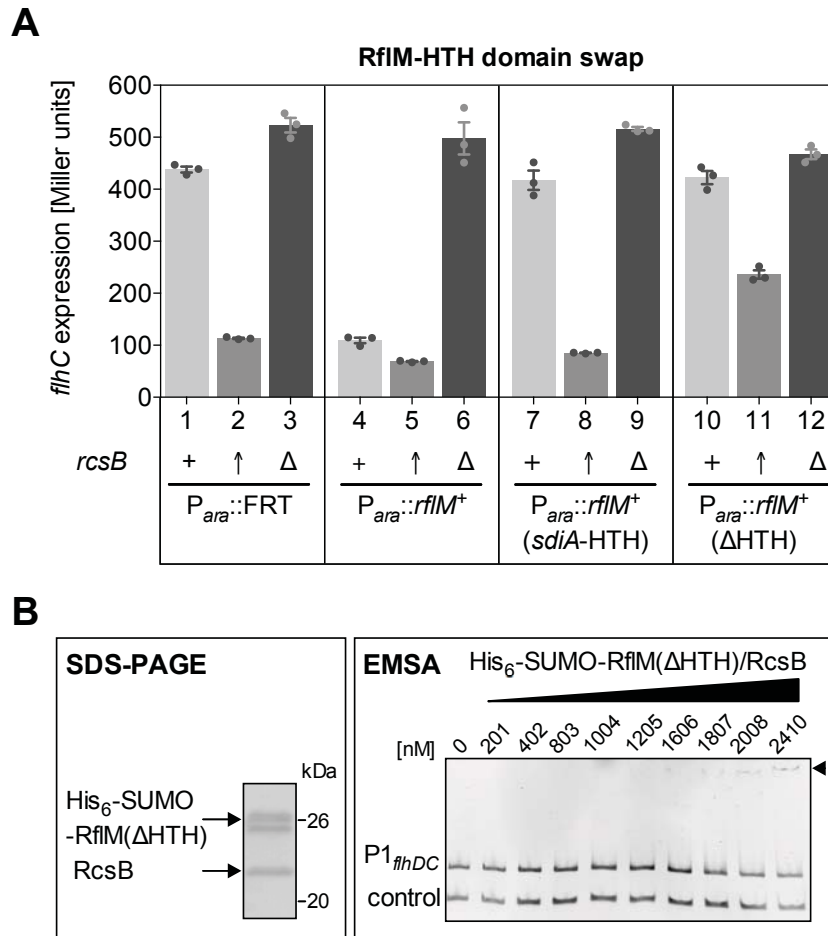 A
RflM-HTH domain swap
flhC expression [Miller units]
600
500
400
300
200
100
0
1 2 3 4 5 6 7 8 9 10 11 12
rcsB + ↑ Δ + ↑ Δ + ↑ Δ + ↑ Δ
Para::FRT Para::rflM+ Para::rflM+ Para::rflM+
(sdiA-HTH) (ΔHTH)
B
SDS-PAGE
kDa
His6-SUMO
-RflM(ΔHTH)
RcsB
-26
-20
EMSA His6-SUMO-RflM(ΔHTH)/RcsB
[nM] 0 201 402 803 1004 1205 1606 1807 2008 2410
P1flhDC
control